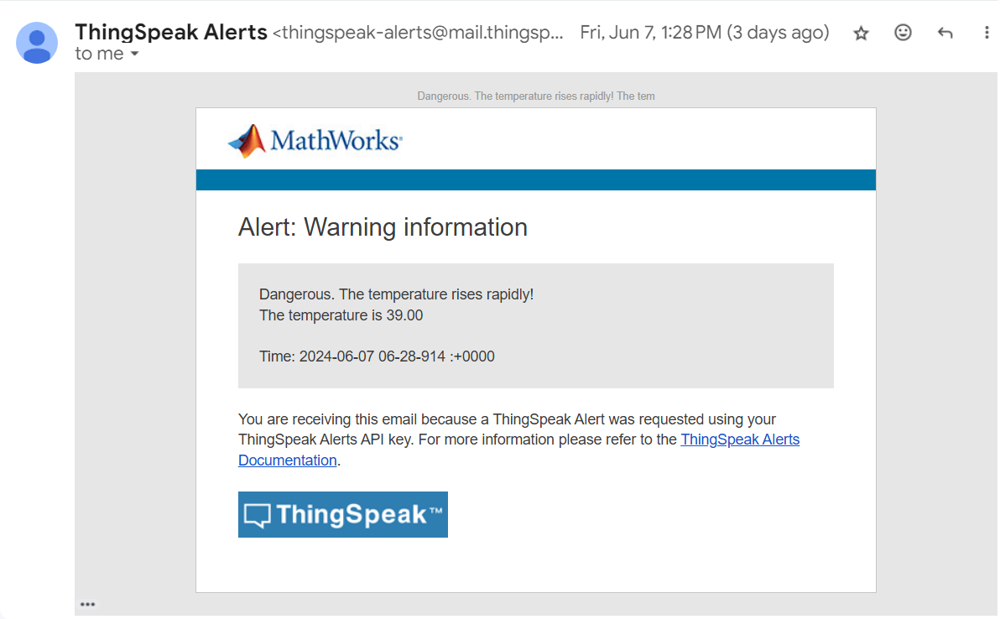 ThingSpeak Alerts <thingspeak-alerts@mail.thingsp... Fri, Jun 7, 1:28 PM (3 days ago)
to me
Dangerous. The temperature rises rapidly! The tem
MathWorks®
Alert: Warning information
Dangerous. The temperature rises rapidly!
The temperature is 39.00
Time: 2024-06-07 06-28-914 :+0000
You are receiving this email because a ThingSpeak Alert was requested using your
ThingSpeak Alerts API key. For more information please refer to the ThingSpeak Alerts
Documentation.
ThingSpeak™